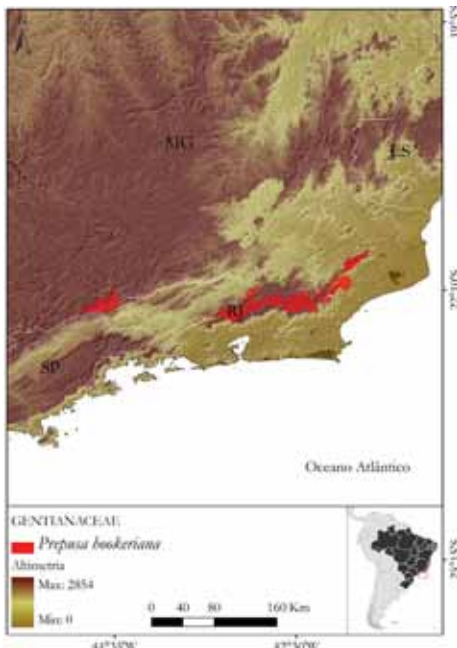 MG
ES
RJ
SP
Oceano Atlântico
GENTIANACEAE
Prepusa hookeriana
Altimetria
Max: 2854
Min: 0
0 40 80 160 Km